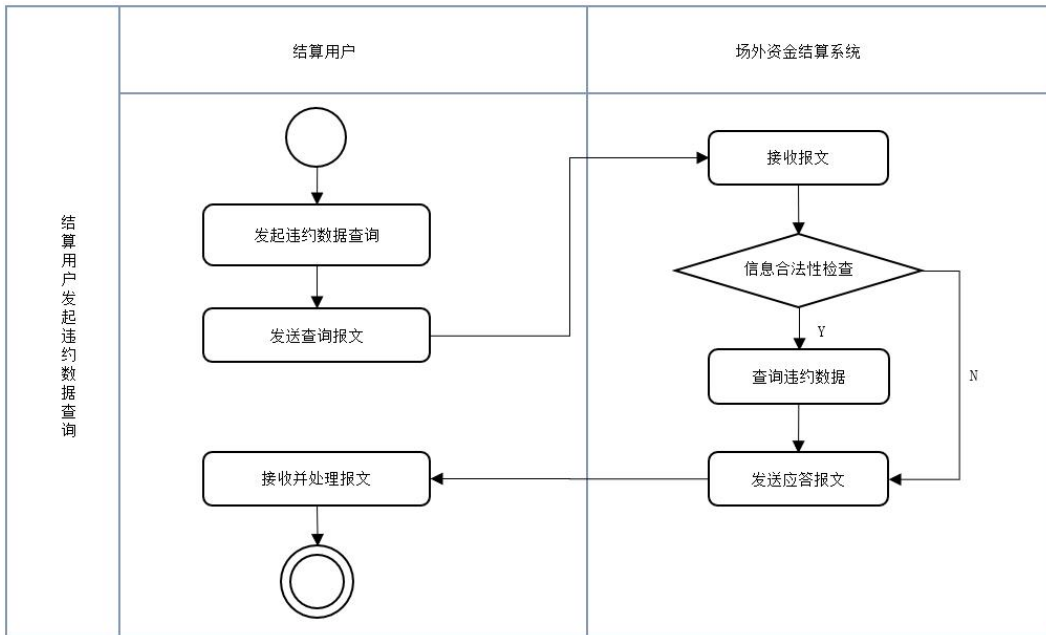 结算用户
场外资金结算系统
结算用户发起违约数据查询
发起违约数据查询
发送查询报文
接收并处理报文
接收报文
信息合法性检查
Y
N
查询违约数据
发送应答报文